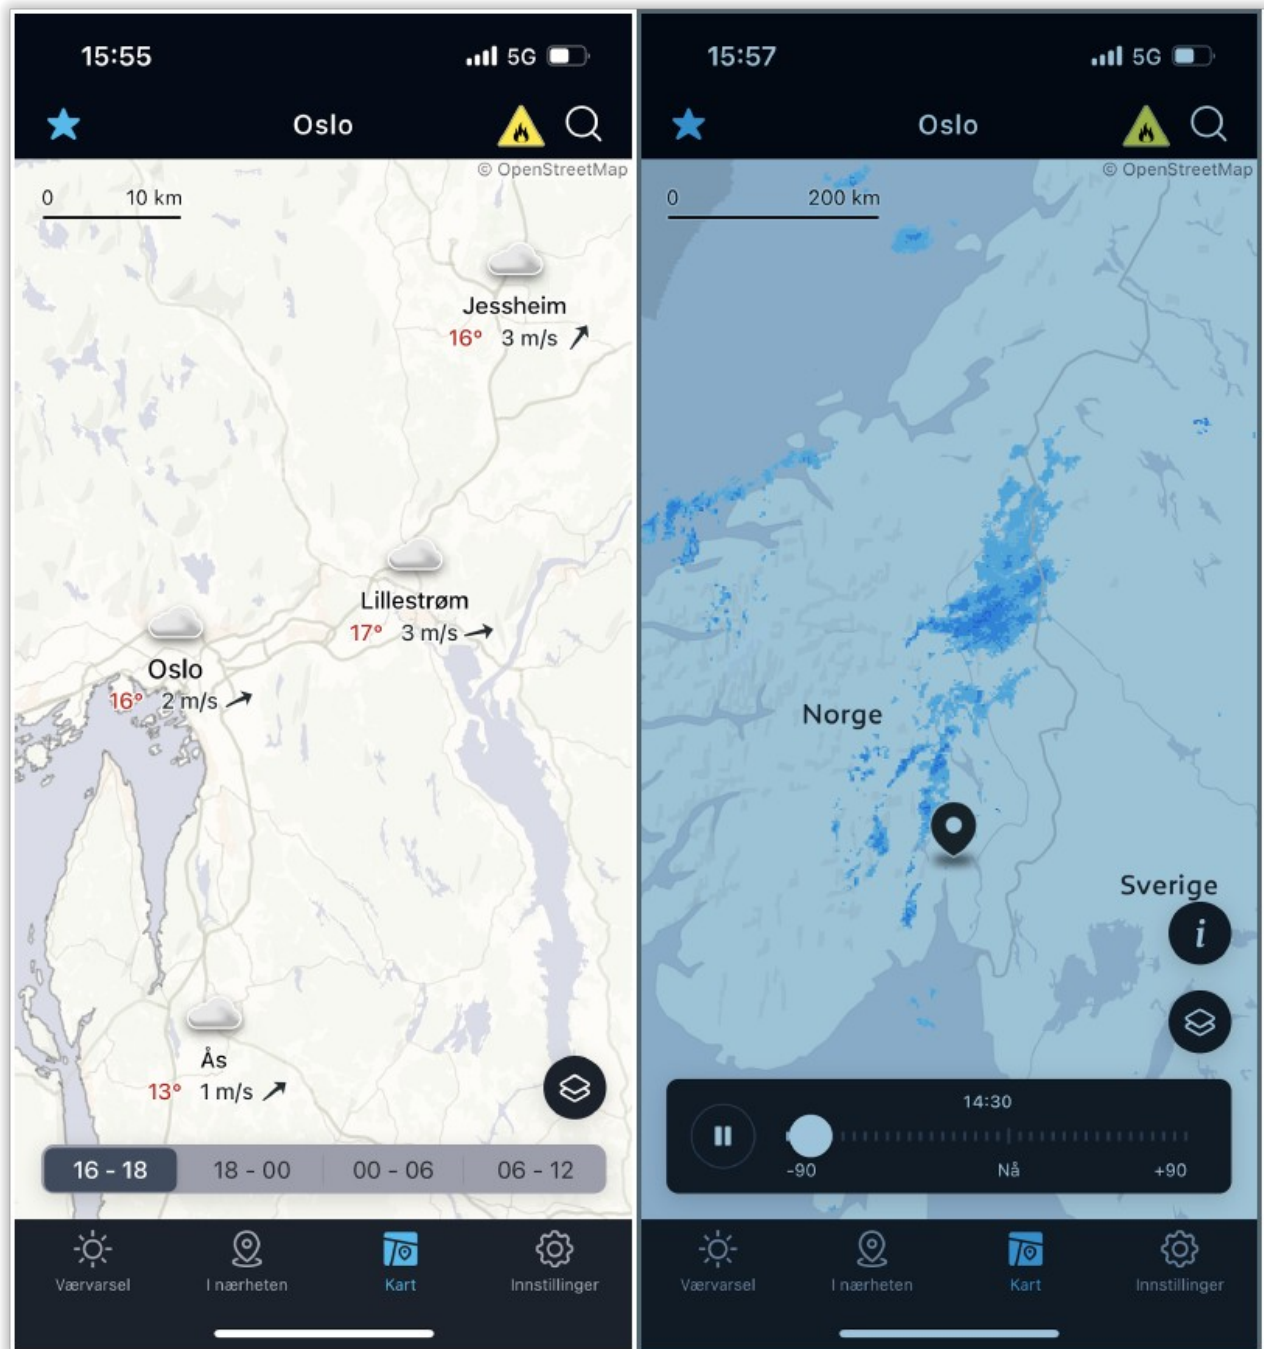 15:55
5G
Oslo
© OpenStreetMap
0 10 km
Jessheim
16° 3 m/s
Lillestrøm
17° 3 m/s
Oslo
16° 2 m/s
Ås
13° 1 m/s
16 - 18 18 - 00 00 - 06 06 - 12
Værvarsel I nærheten Kart Innstillinger
15:57
5G
Oslo
© OpenStreetMap
0 200 km
Norge
Sverige
i
14:30
-90 Nå +90
Værvarsel I nærheten Kart Innstillinger